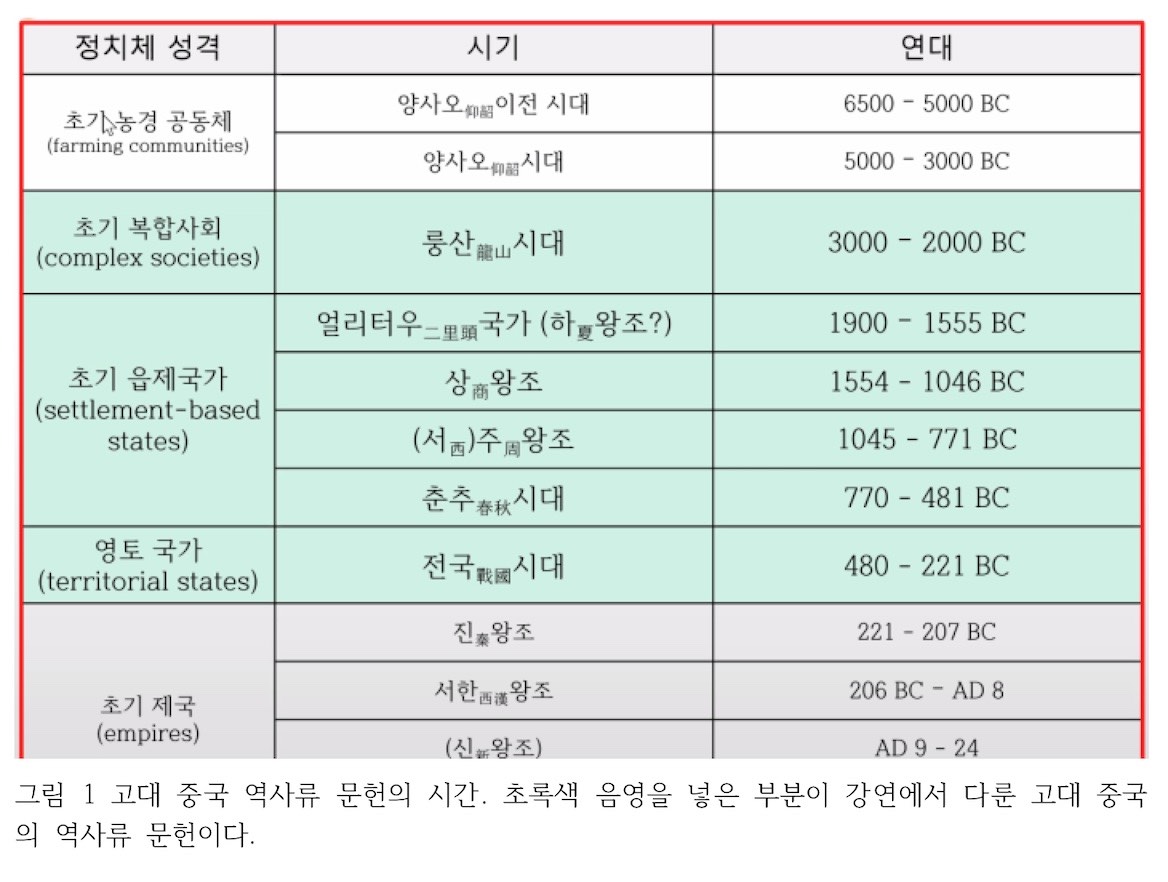 정치체 성격 시기 연대
초기 농경 공동체
(farming communities)
양사오仰韶이전 시대 6500 - 5000 BC
양사오仰韶시대 5000 - 3000 BC
초기 복합사회
(complex societies)
룽산龍山시대 3000 - 2000 BC
초기 읍제국가
(settlement-based
states)
얼리터우二里頭국가 (하夏왕조?) 1900 - 1555 BC
상商왕조 1554 - 1046 BC
(서西)주周왕조 1045 - 771 BC
춘추春秋시대 770 - 481 BC
영토 국가
(territorial states)
전국戰國시대 480 - 221 BC
초기 제국
(empires)
진秦왕조 221 - 207 BC
서한西漢왕조 206 BC - AD 8
(신新왕조) AD 9 - 24
그림 1 고대 중국 역사류 문헌의 시간. 초록색 음영을 넣은 부분이 강연에서 다룬 고대 중국
의 역사류 문헌이다.